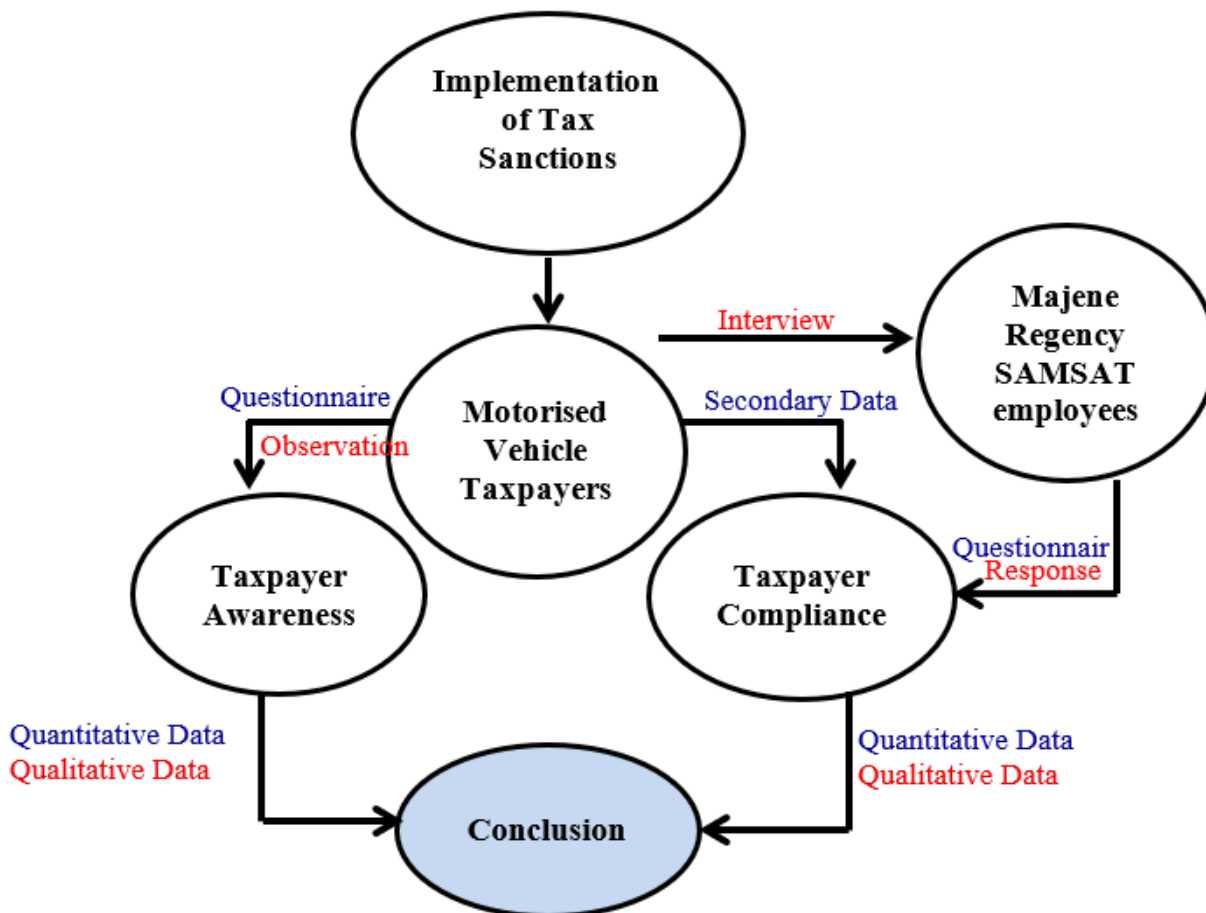 Implementation
of Tax
Sanctions
Interview
Majene
Regency
SAMSAT
employees
Questionnaire
Observation
Motorised
Vehicle
Taxpayers
Secondary Data
Questionnair
Response
Taxpayer
Awareness
Taxpayer
Compliance
Quantitative Data
Qualitative Data
Quantitative Data
Qualitative Data
Conclusion